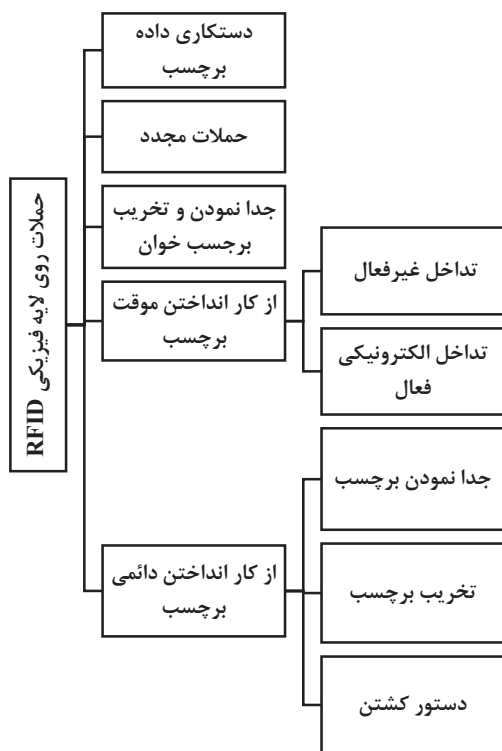 حملات روی لایه فیزیکی RFID
دستکاری داده
برچسب
حملات مجدد
جدا نمودن و تخریب
برچسب خوان
از کار انداختن موقت
برچسب
تداخل غیرفعال
تداخل الکترونیکی
فعال
از کار انداختن دائمی
برچسب
جدا نمودن برچسب
تخریب برچسب
دستور کشتن